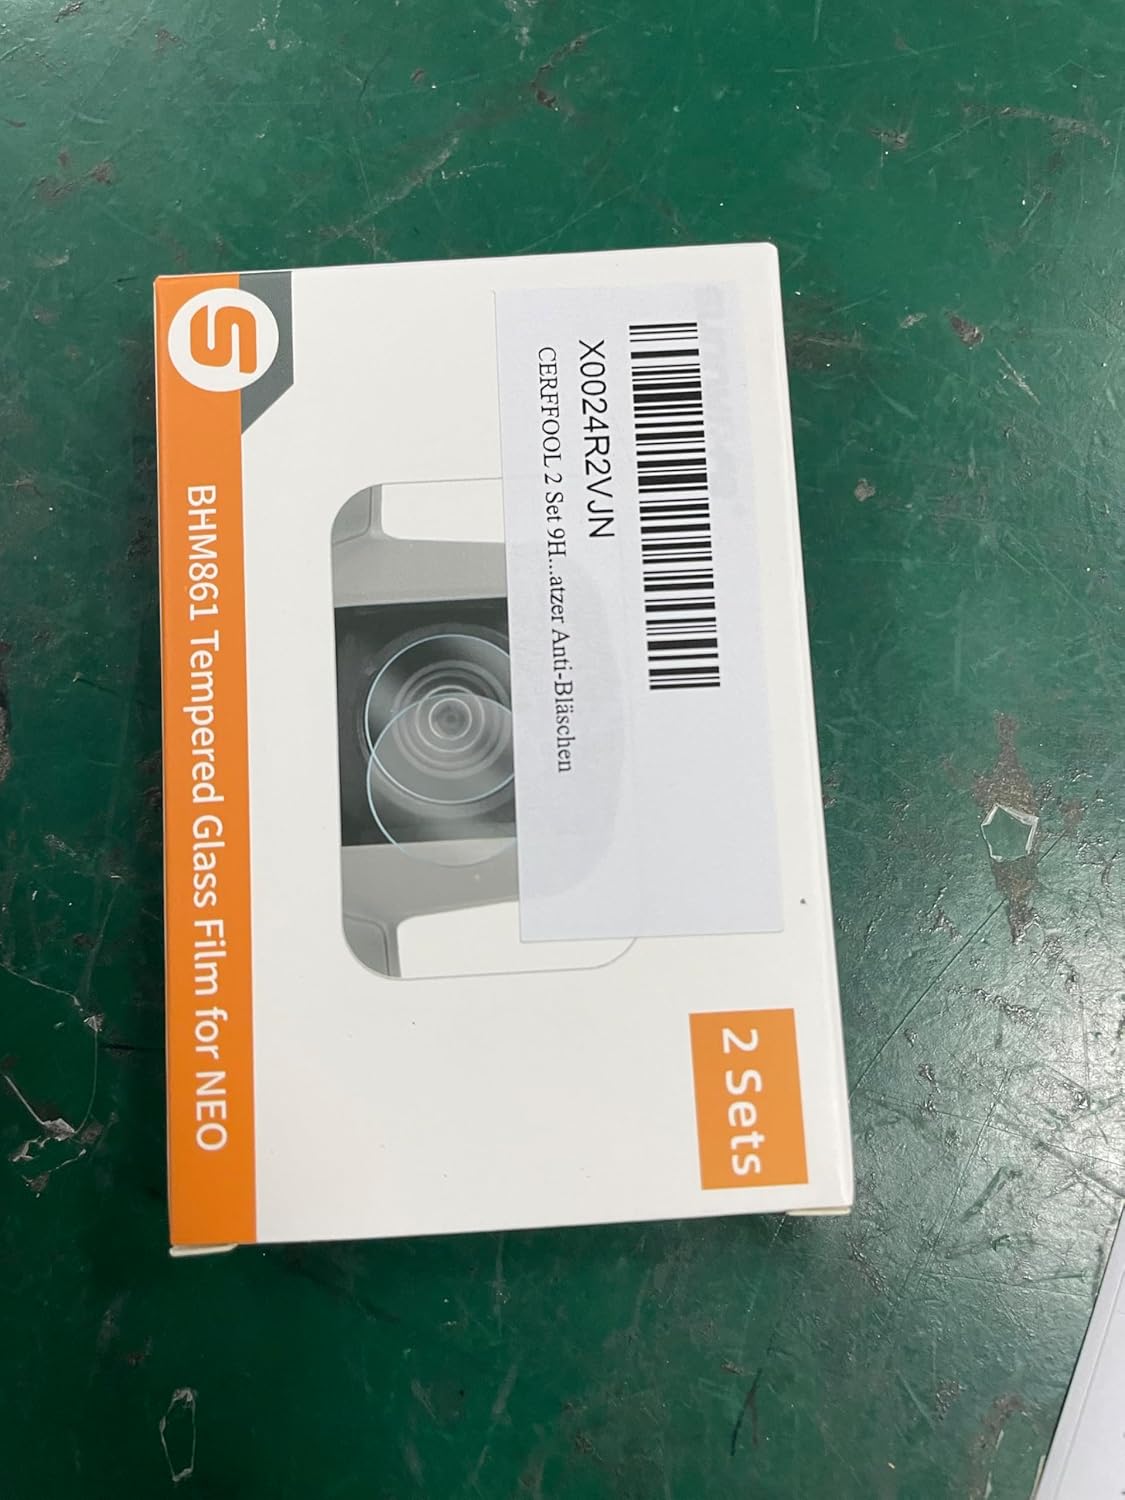 S
BHM861 Tempered Glass Film for NEO
X0024R2VJN
CERFFOOL 2 Set 9H...atzer Anti-Bläschen
2 Sets